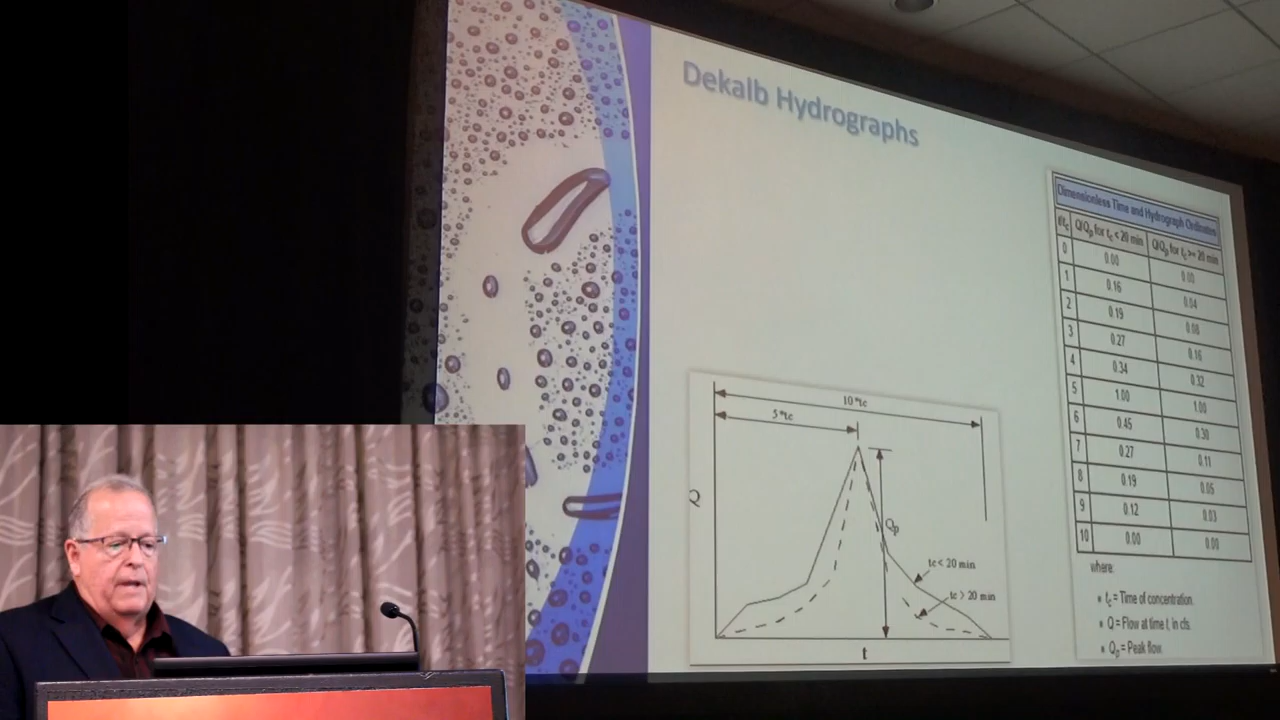 Dekalb Hydrographs
Dimensionless Time and Hydrograph Ordinates
t/tc Q/Qp for tc < 20 min Q/Qp for tc >= 20 min
0 0.00 0.00
1 0.16 0.04
2 0.19 0.08
3 0.27 0.16
4 0.34 0.32
5 1.00 1.00
6 0.45 0.30
7 0.27 0.11
8 0.19 0.05
9 0.12 0.03
10 0.00 0.00
where:
• tc = Time of concentration.
• Q = Flow at time t, in cfs.
• Qp = Peak flow.
10*tc
5*tc
Q
Qp
tc < 20 min
tc > 20 min
t